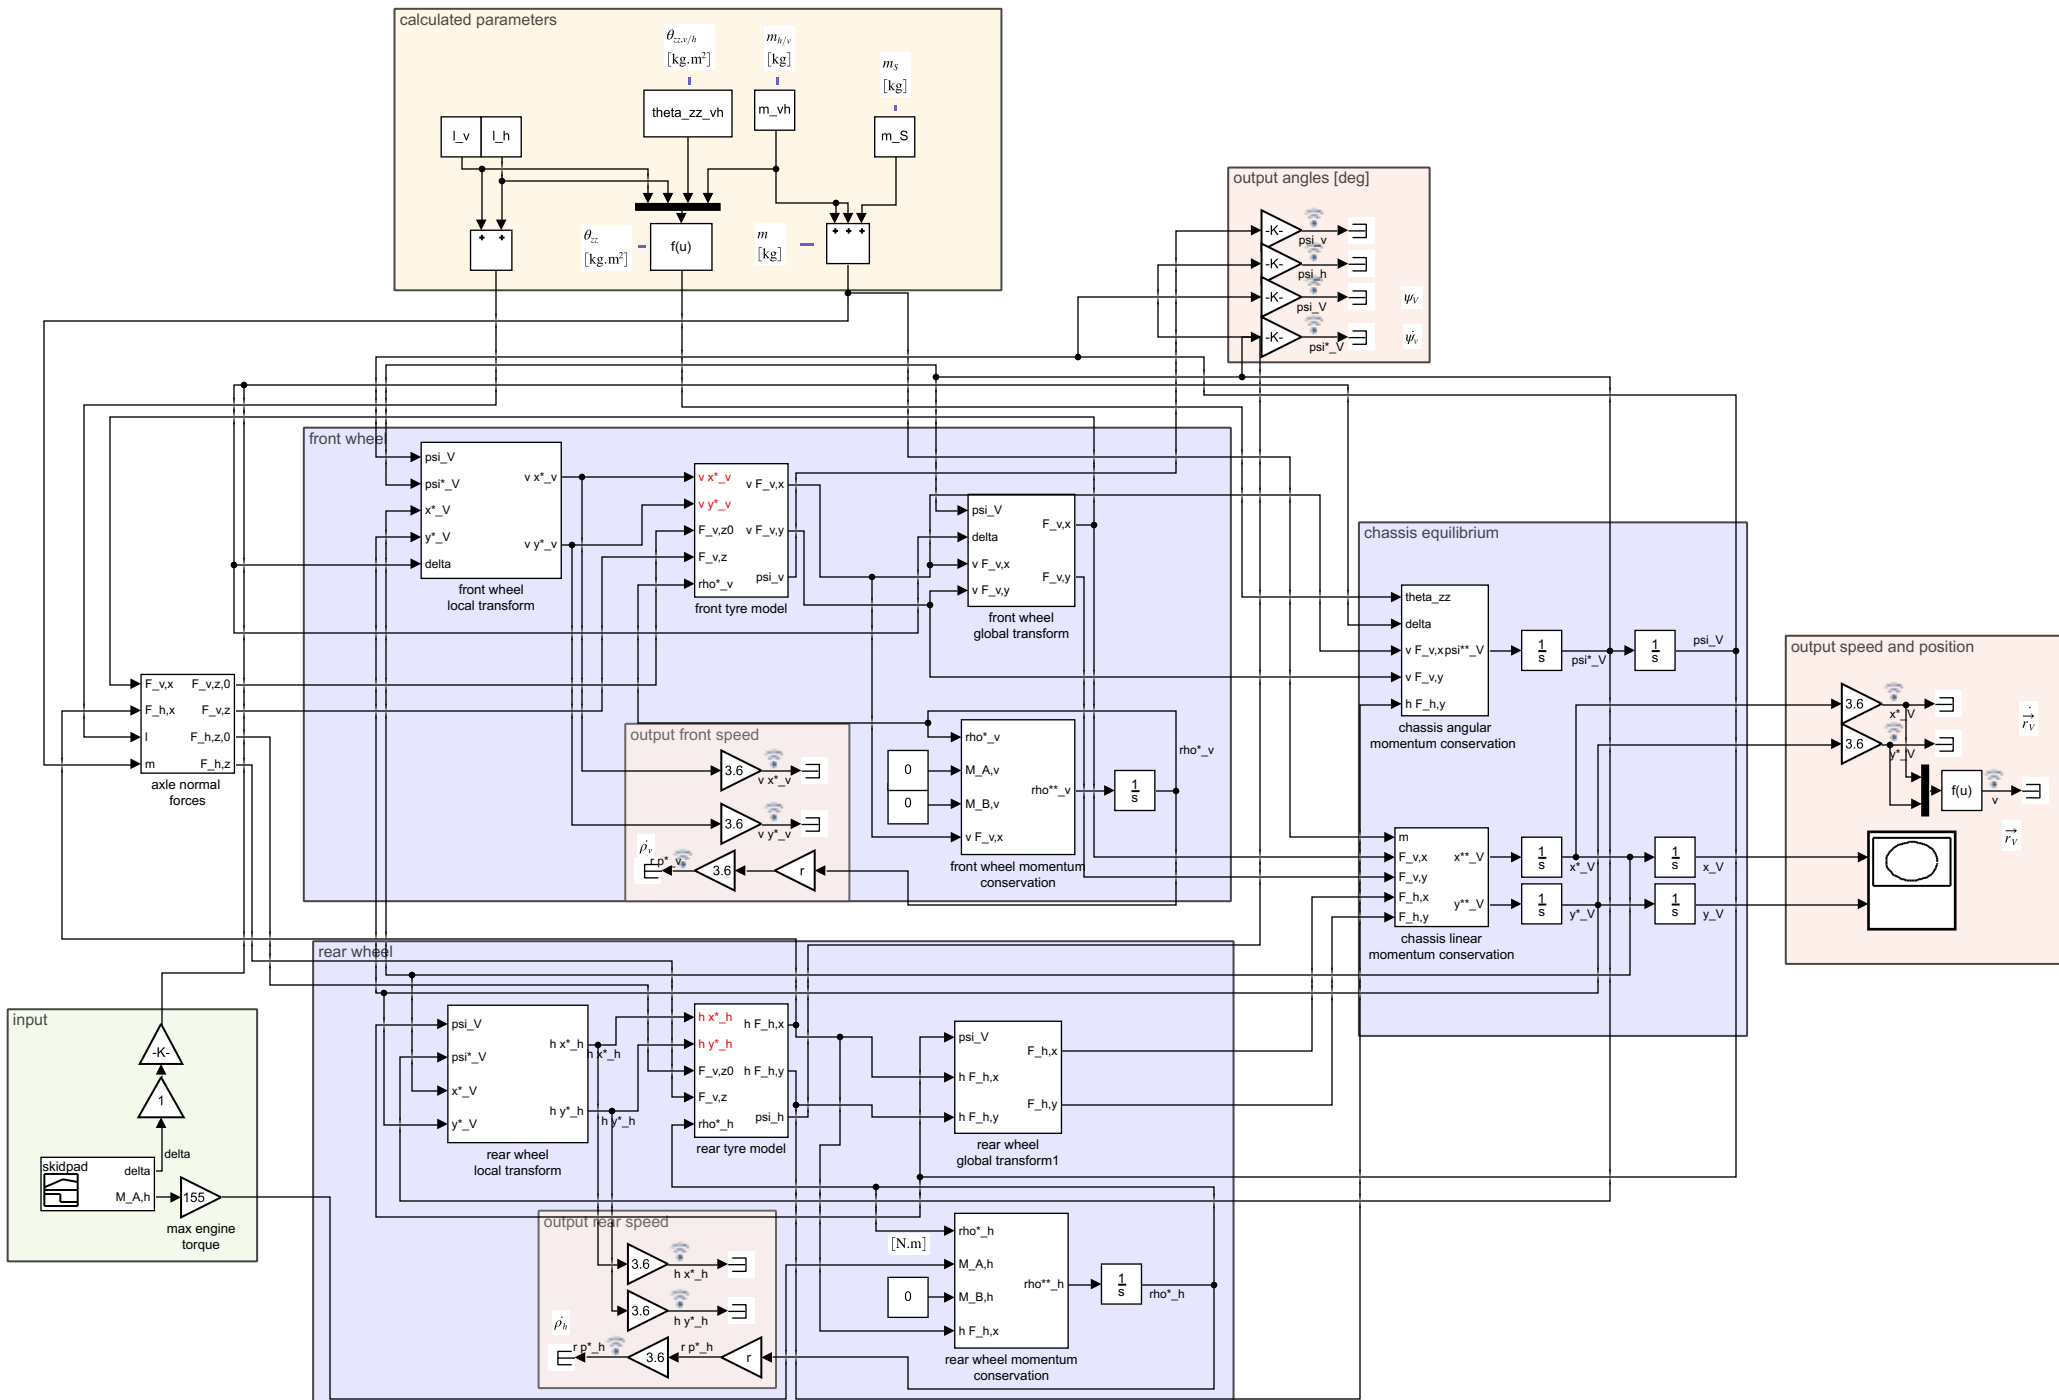 calculated parameters
θzz,v/h
[kg.m²]
mh/v
[kg]
mS
[kg]
l_v
l_h
theta_zz_vh
m_vh
m_S
θzz
[kg.m²]
f(u)
m
[kg]
output angles [deg]
-K-
psi_v
-K-
psi_h
-K-
psi_V
ψV
-K-
psi*_V
ψ̇v
front wheel
psi_V
psi*_V
x*_V
y*_V
delta
v x*_v
v y*_v
front wheel
local transform
v x*_v
v y*_v
F_v,z0
F_v,z
rho*_v
v F_v,x
v F_v,y
psi_v
front tyre model
psi_V
delta
v F_v,x
v F_v,y
F_v,x
F_v,y
front wheel
global transform
F_v,x
F_h,x
l
m
F_v,z,0
F_v,z
F_h,z,0
F_h,z
axle normal
forces
output front speed
3.6
v x*_v
3.6
v y*_v
ρ̇v
r p*_v
3.6
r
0
0
rho*_v
M_A,v
M_B,v
v F_v,x
rho**_v
1
s
rho*_v
front wheel momentum
conservation
chassis equilibrium
theta_zz
delta
v F_v,x
v F_v,y
h F_h,y
psi**_V
1
s
psi*_V
1
s
psi_V
chassis angular
momentum conservation
m
F_v,x
F_v,y
F_h,x
F_h,y
x**_V
y**_V
1
s
x*_V
1
s
x_V
1
s
y*_V
1
s
y_V
chassis linear
momentum conservation
output speed and position
3.6
x*_V
3.6
y*_V
f(u)
v
ṙV
rV
input
-K-
1
delta
skidpad
delta
M_A,h
155
max engine
torque
rear wheel
psi_V
psi*_V
x*_V
y*_V
h x*_h
h y*_h
h x*_h
h y*_h
rear wheel
local transform
h x*_h
h y*_h
F_v,z0
F_v,z
rho*_h
h F_h,x
h F_h,y
psi_h
rear tyre model
psi_V
h F_h,x
h F_h,y
F_h,x
F_h,y
rear wheel
global transform1
output rear speed
3.6
h x*_h
3.6
h y*_h
ρ̇h
r p*_h
3.6
r p*_h
r
[N.m]
0
rho*_h
M_A,h
M_B,h
h F_h,x
rho**_h
1
s
rho*_h
rear wheel momentum
conservation